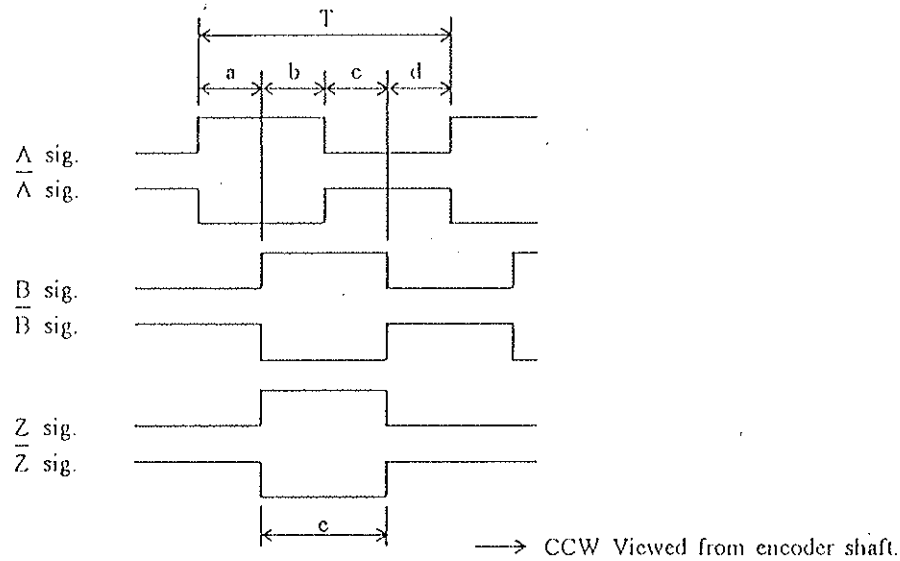 T
a b c d
A sig.
A̅ sig.
B sig.
B̅ sig.
Z sig.
Z̅ sig.
e
CCW Viewed from encoder shaft.